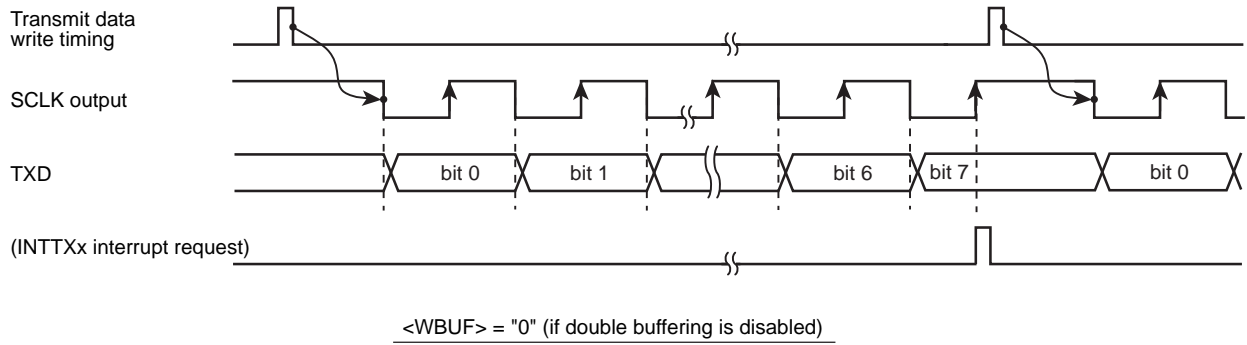 Transmit data
write timing
SCLK output
TXD
bit 0
bit 1
bit 6
bit 7
bit 0
(INTTXx interrupt request)
<WBUF> = "0" (if double buffering is disabled)